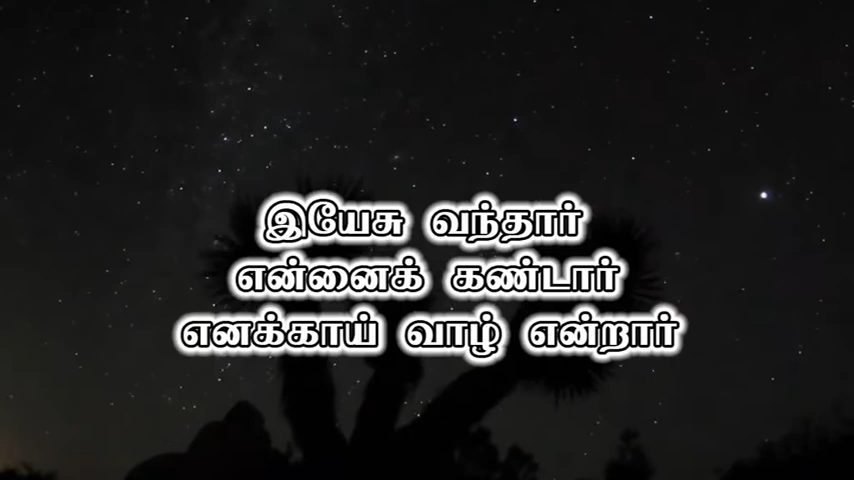 இயேசு வந்தார்
என்னைக் கண்டார்
எனக்காய் வாழ் என்றார்